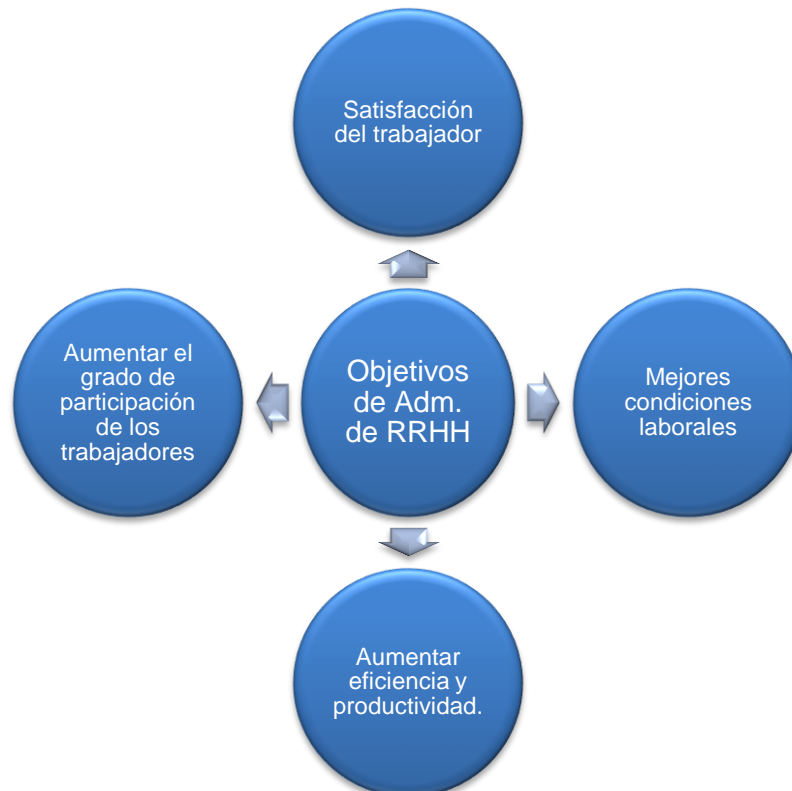 Satisfacción
del trabajador
Aumentar el
grado de
participación
de los
trabajadores
Objetivos
de Adm.
de RRHH
Mejores
condiciones
laborales
Aumentar
eficiencia y
productividad.